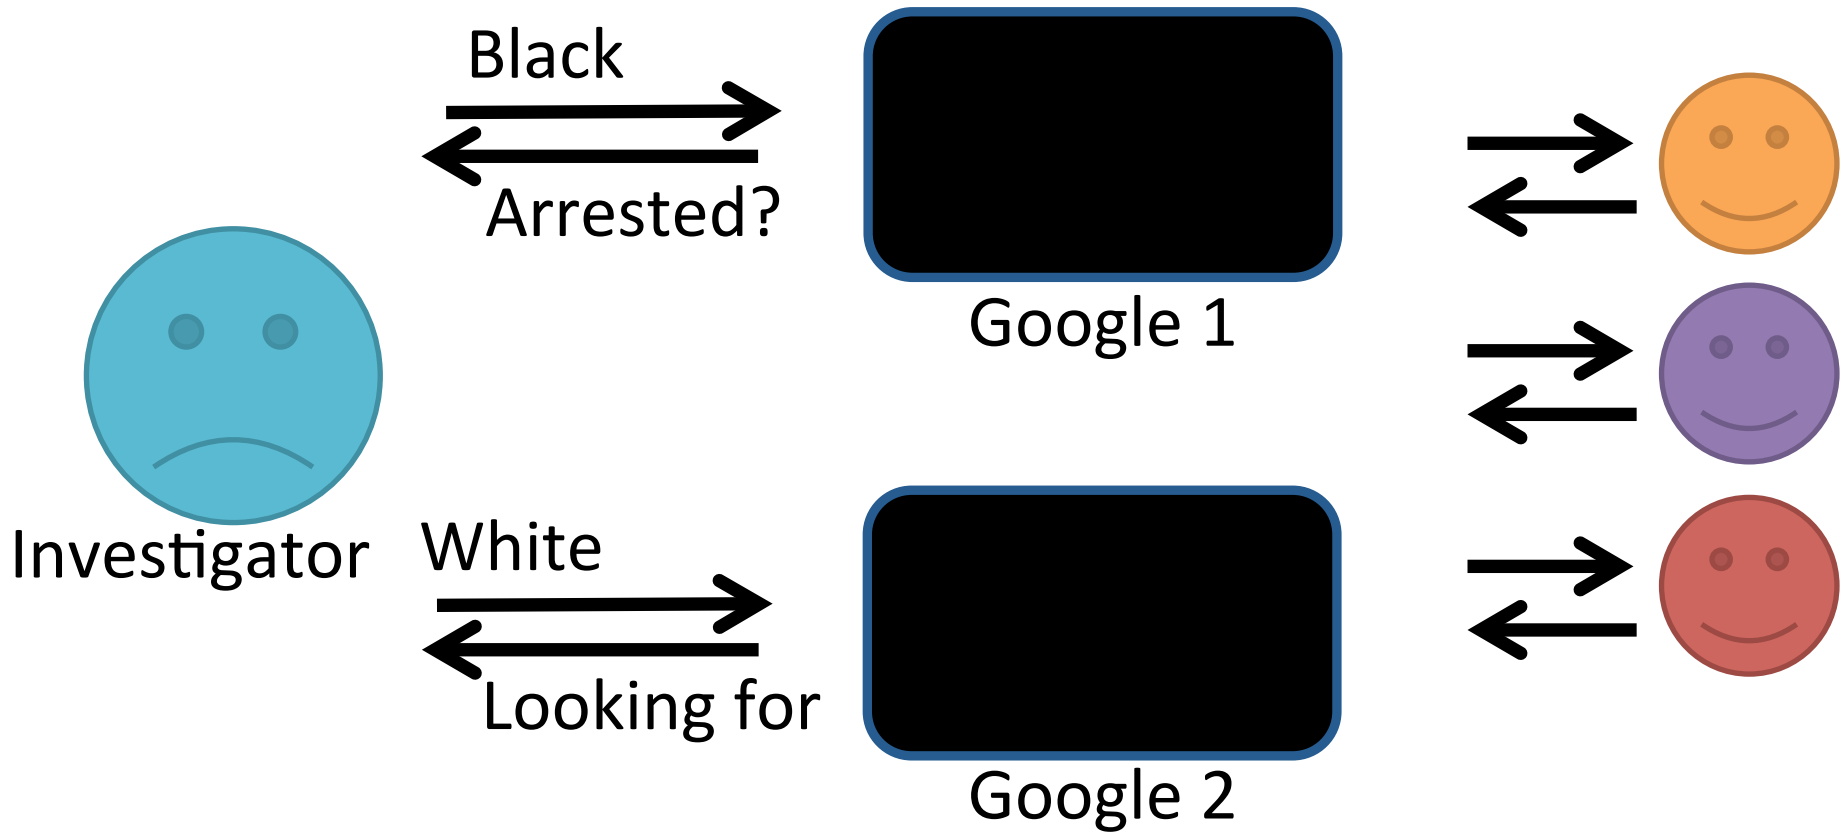 Black
Arrested?
Google 1
Investigator
White
Looking for
Google 2